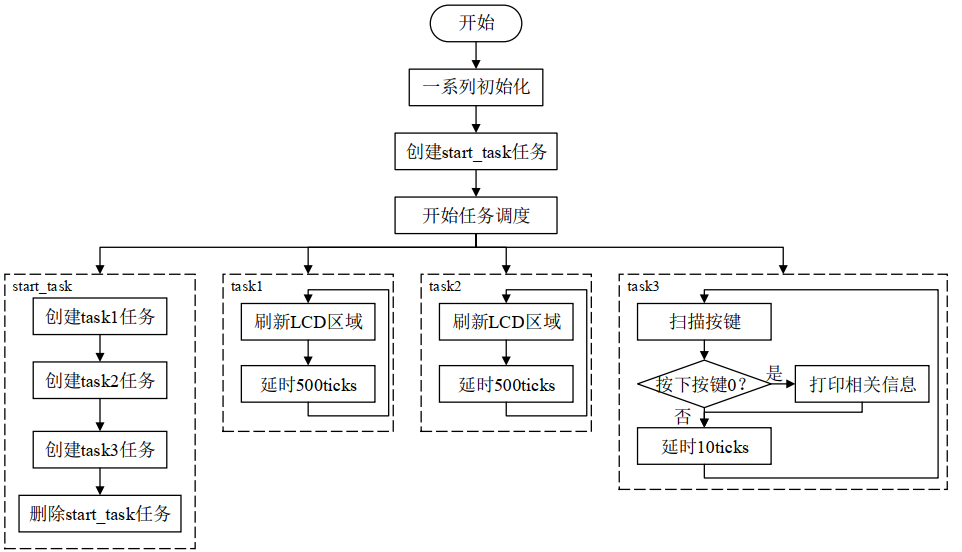 开始
一系列初始化
创建start_task任务
开始任务调度
start_task
创建task1任务
创建task2任务
创建task3任务
删除start_task任务
task1
刷新LCD区域
延时500ticks
task2
刷新LCD区域
延时500ticks
task3
扫描按键
按下按键0?
是
打印相关信息
否
延时10ticks